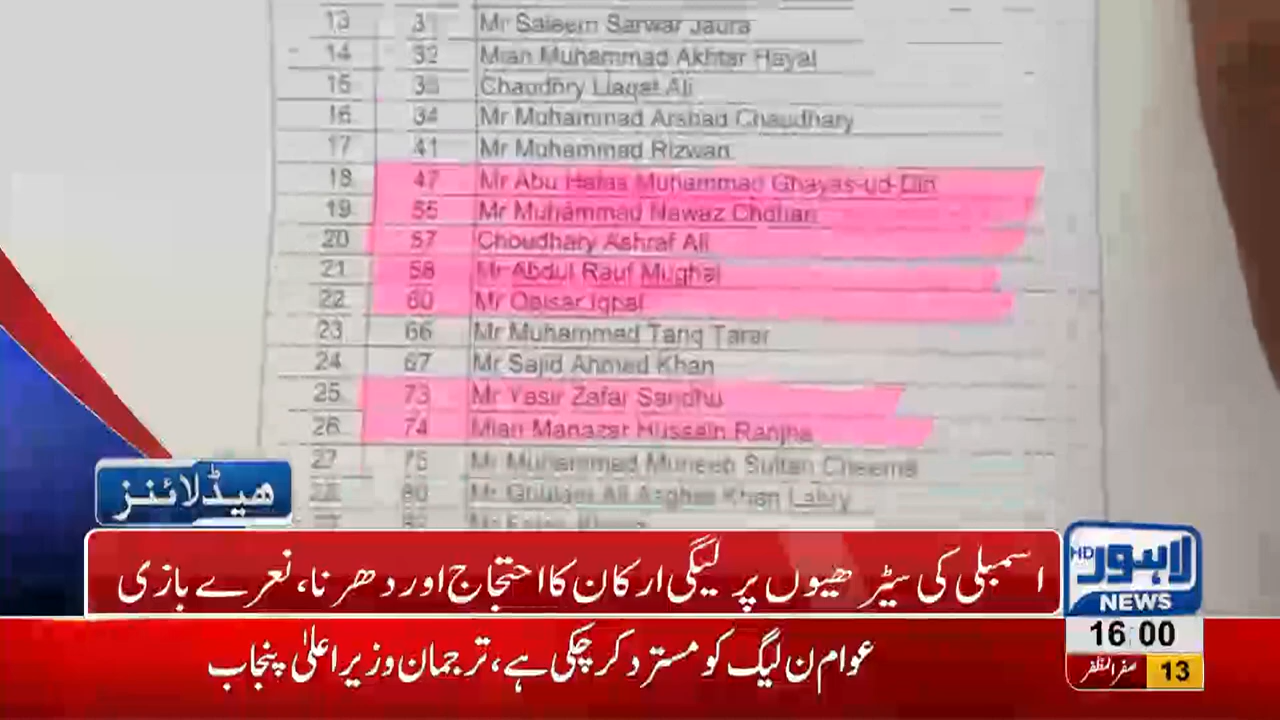 13 31 Mr Saleem Sarwar Jaura
14 32 Mian Muhammad Akhtar Hayat
15 33 Chaudhry Liaqat Ali
16 34 Mr Muhammad Arshad Chaudhary
17 41 Mr Muhammad Rizwan
18 47 Mr Abu Hafas Muhammad Ghayas-ud-Din
19 55 Mr Muhammad Nawaz Chohan
20 57 Choudhary Ashraf Ali
21 58 Mr Abdul Rauf Mughal
22 60 Mr Qaisar Iqbal
23 66 Mr Muhammad Tariq Tarar
24 67 Mr Sajid Ahmed Khan
25 73 Mr Yasir Zafar Sandhu
26 74 Mian Manazar Hussain Ranjha
27 75 Mr Muhammad Muneeb Sultan Cheema
28 80 Mr Ghulam Ali Asghar Khan Lahry
ھیڈلائنز
اسمبلی کی سیڑھیوں پر لیگی ارکان کا احتجاج اور دھرنا، نعرے بازی
لاہور HD
NEWS
16:00
عوام ن لیگ کو مسترد کرچکی ہے، ترجمان وزیراعلیٰ پنجاب
13 صفر المظفر